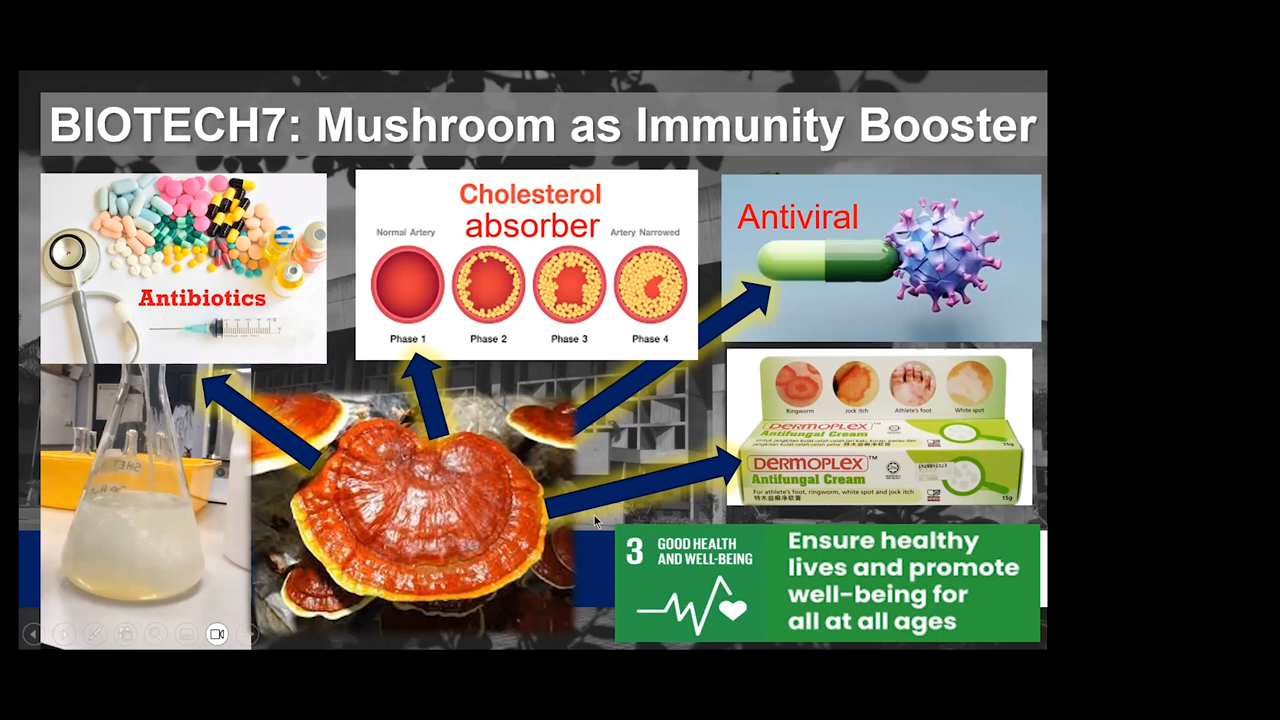 BIOTECH7: Mushroom as Immunity Booster
Antibiotics
Cholesterol
absorber
Normal Artery
Artery Narrowed
Phase 1
Phase 2
Phase 3
Phase 4
Antiviral
Ringworm
Jock itch
Athlete's foot
White spot
DERMOPLEX™
Antifungal Cream
15g
DERMOPLEX™
Antifungal Cream
For athlete's foot, ringworm, white spot and jock itch
15g
3 GOOD HEALTH
AND WELL-BEING
Ensure healthy
lives and promote
well-being for
all at all ages